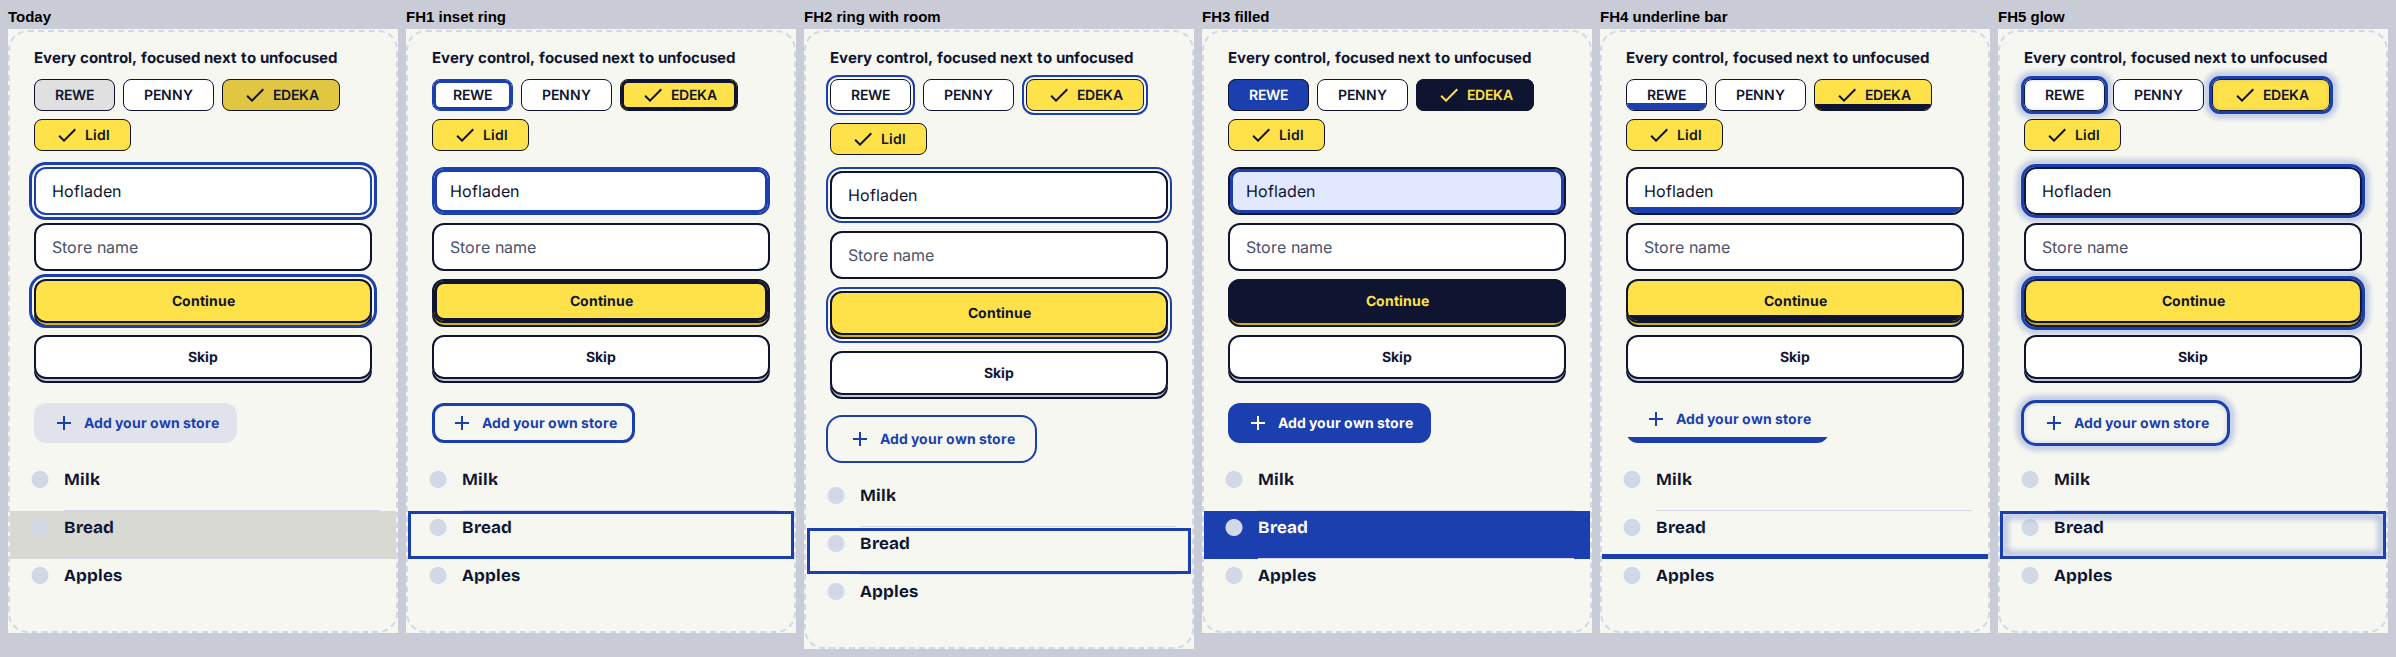 Today
Every control, focused next to unfocused
REWE PENNY EDEKA
Lidl
Hofladen
Store name
Continue
Skip
Add your own store
Milk
Bread
Apples
FH1 inset ring
Every control, focused next to unfocused
REWE PENNY EDEKA
Lidl
Hofladen
Store name
Continue
Skip
Add your own store
Milk
Bread
Apples
FH2 ring with room
Every control, focused next to unfocused
REWE PENNY EDEKA
Lidl
Hofladen
Store name
Continue
Skip
Add your own store
Milk
Bread
Apples
FH3 filled
Every control, focused next to unfocused
REWE PENNY EDEKA
Lidl
Hofladen
Store name
Continue
Skip
Add your own store
Milk
Bread
Apples
FH4 underline bar
Every control, focused next to unfocused
REWE PENNY EDEKA
Lidl
Hofladen
Store name
Continue
Skip
Add your own store
Milk
Bread
Apples
FH5 glow
Every control, focused next to unfocused
REWE PENNY EDEKA
Lidl
Hofladen
Store name
Continue
Skip
Add your own store
Milk
Bread
Apples